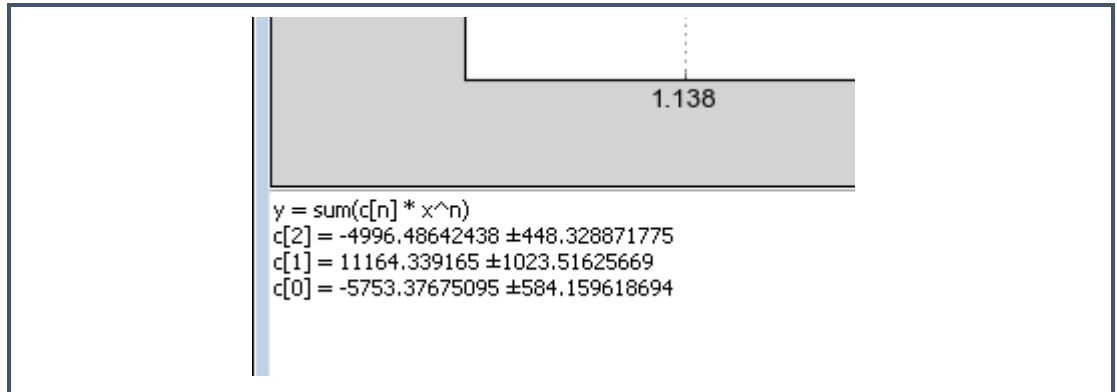 1.138
y = sum(c[n] * x^n)
c[2] = -4996.48642438 ±448.328871775
c[1] = 11164.339165 ±1023.51625669
c[0] = -5753.37675095 ±584.159618694